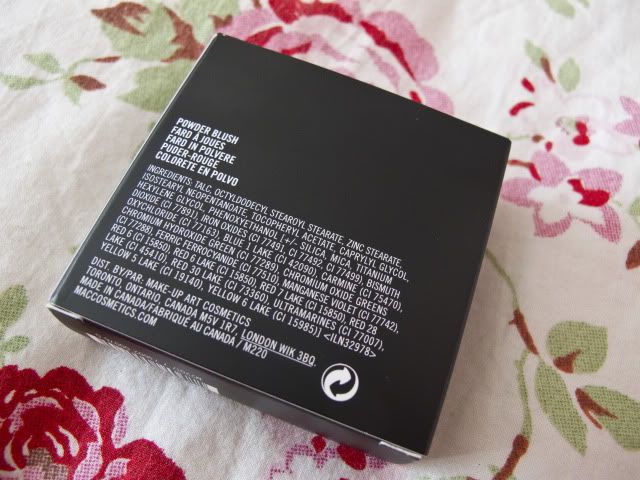 POWDER BLUSH
FARD À JOUES
FARD IN POLVERE
PUDER-ROUGE
COLORETE EN POLVO
INGREDIENTS: TALC, OCTYLDODECYL STEAROYL STEARATE, ZINC STEARATE,
ISOSTEARYL NEOPENTANOATE, TOCOPHERYL ACETATE, CAPRYLYL GLYCOL,
HEXYLENE GLYCOL, PHENOXYETHANOL [+/- SILICA, MICA, TITANIUM
DIOXIDE (CI 77891), IRON OXIDES (CI 77491, CI 77492, CI 77499), BISMUTH
OXYCHLORIDE (CI 77163), BLUE 1 LAKE (CI 42090), CARMINE (CI 75470),
CHROMIUM HYDROXIDE GREEN (CI 77289), CHROMIUM OXIDE GREENS
(CI 77288), FERRIC FERROCYANIDE (CI 77510), MANGANESE VIOLET (CI 77742),
RED 6 (CI 15850), RED 6 LAKE (CI 15850), RED 7 LAKE (CI 15850), RED 28
LAKE (CI 45410), RED 30 LAKE (CI 73360), ULTRAMARINES (CI 77007),
YELLOW 5 LAKE (CI 19140), YELLOW 6 LAKE (CI 15985)] <ILN32978>
DIST. BY/PAR. MAKE-UP ART COSMETICS
TORONTO, ONTARIO, CANADA M5V 1R7 LONDON W1K 3BQ.
MADE IN CANADA/FABRIQUÉ AU CANADA / M220
MACCOSMETICS.COM